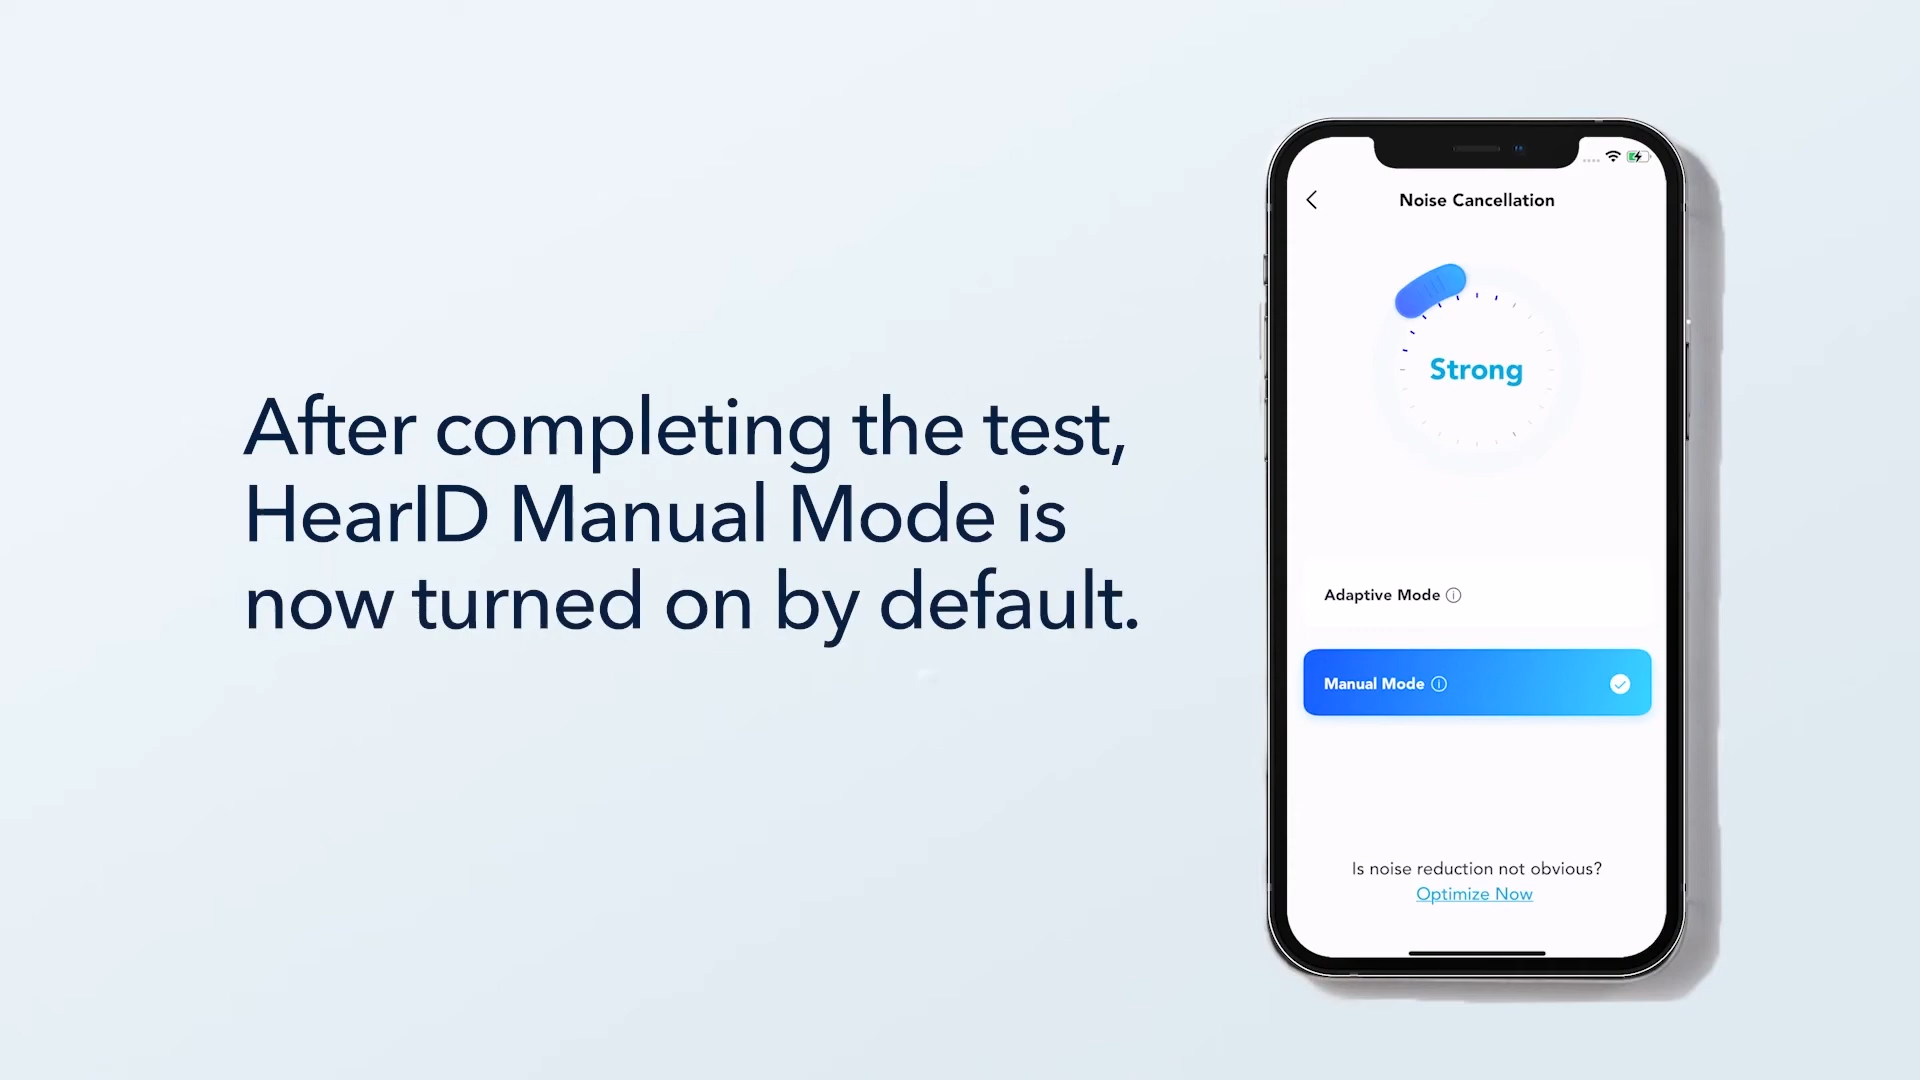 After completing the test,
HearID Manual Mode is
now turned on by default.
Noise Cancellation
Strong
Adaptive Mode
Manual Mode
Is noise reduction not obvious?
Optimize Now